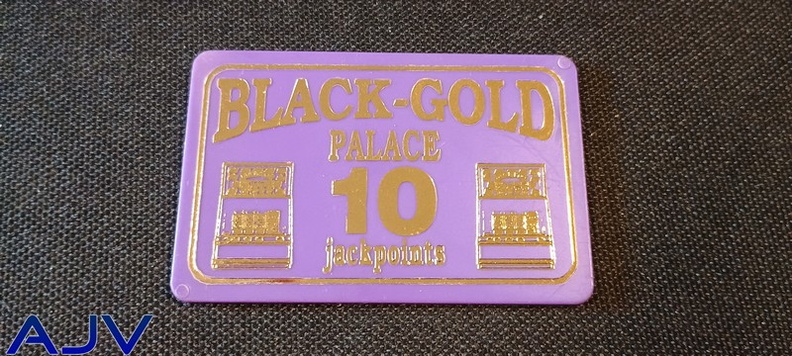 BLACK-GOLD
PALACE
10
jackpoints
AJV